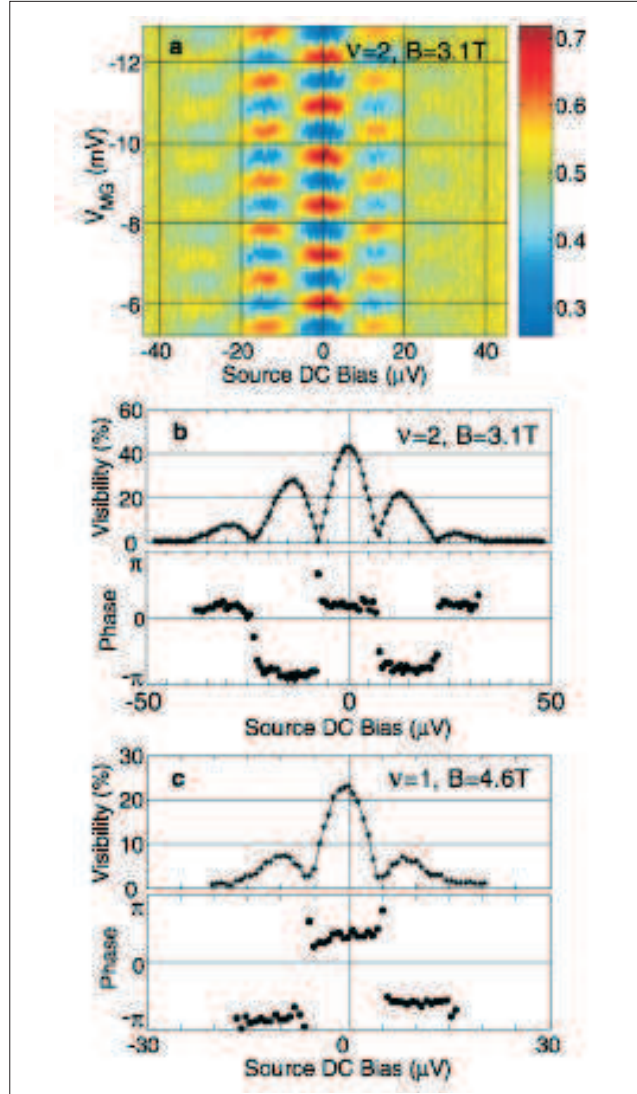 a ν=2, B=3.1T
0.7
0.6
0.5
0.4
0.3
-12
-10
-8
-6
V_MG (mV)
-40 -20 0 20 40
Source DC Bias (μV)
b ν=2, B=3.1T
60
40
20
0
Visibility (%)
π
0
-π
Phase
-50 0 50
Source DC Bias (μV)
c ν=1, B=4.6T
30
20
10
0
Visibility (%)
π
0
-π
Phase
-30 0 30
Source DC Bias (μV)